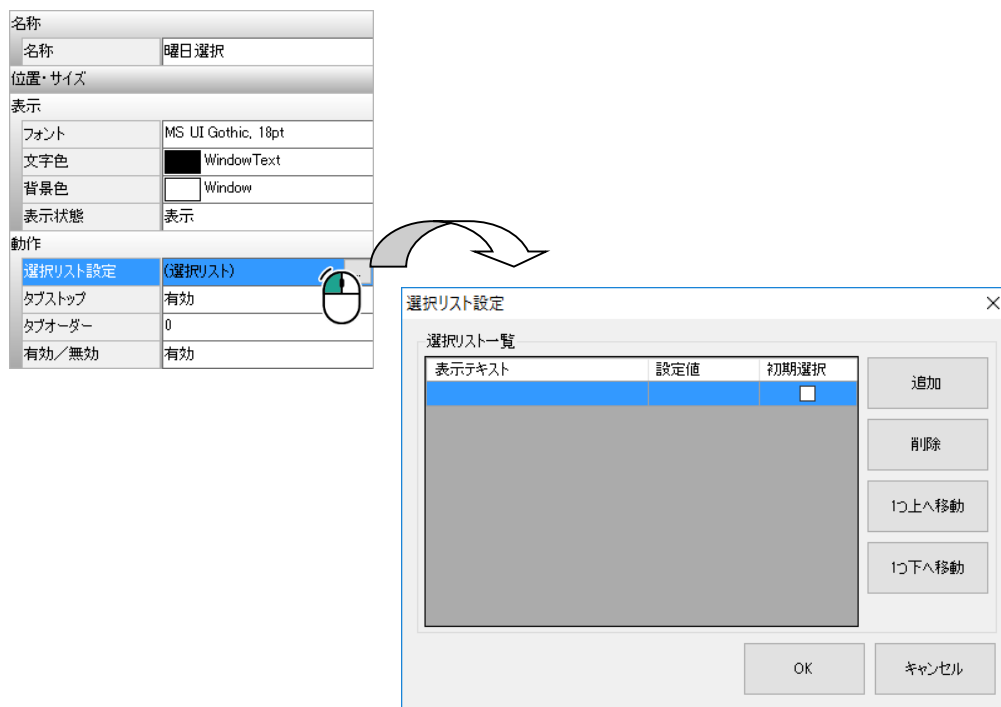 名称
名称 曜日選択
位置・サイズ
表示
フォント MS UI Gothic, 18pt
文字色 WindowText
背景色 Window
表示状態 表示
動作
選択リスト設定 (選択リスト) ...
タブストップ 有効
タブオーダー 0
有効／無効 有効
選択リスト設定
選択リスト一覧
表示テキスト 設定値 初期選択
追加
削除
1つ上へ移動
1つ下へ移動
OK キャンセル